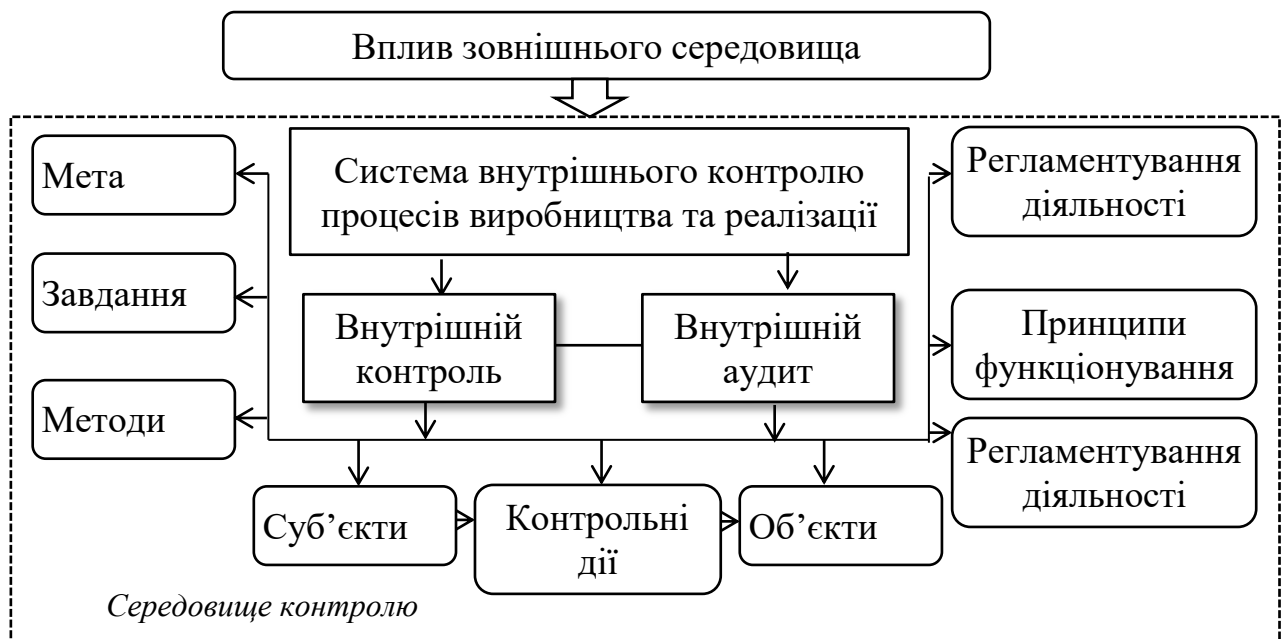 Вплив зовнішнього середовища
Мета
Система внутрішнього контролю
процесів виробництва та реалізації
Регламентування
діяльності
Завдання
Внутрішній
контроль
Внутрішній
аудит
Принципи
функціонування
Методи
Регламентування
діяльності
Суб’єкти
Контрольні
дії
Об’єкти
Середовище контролю